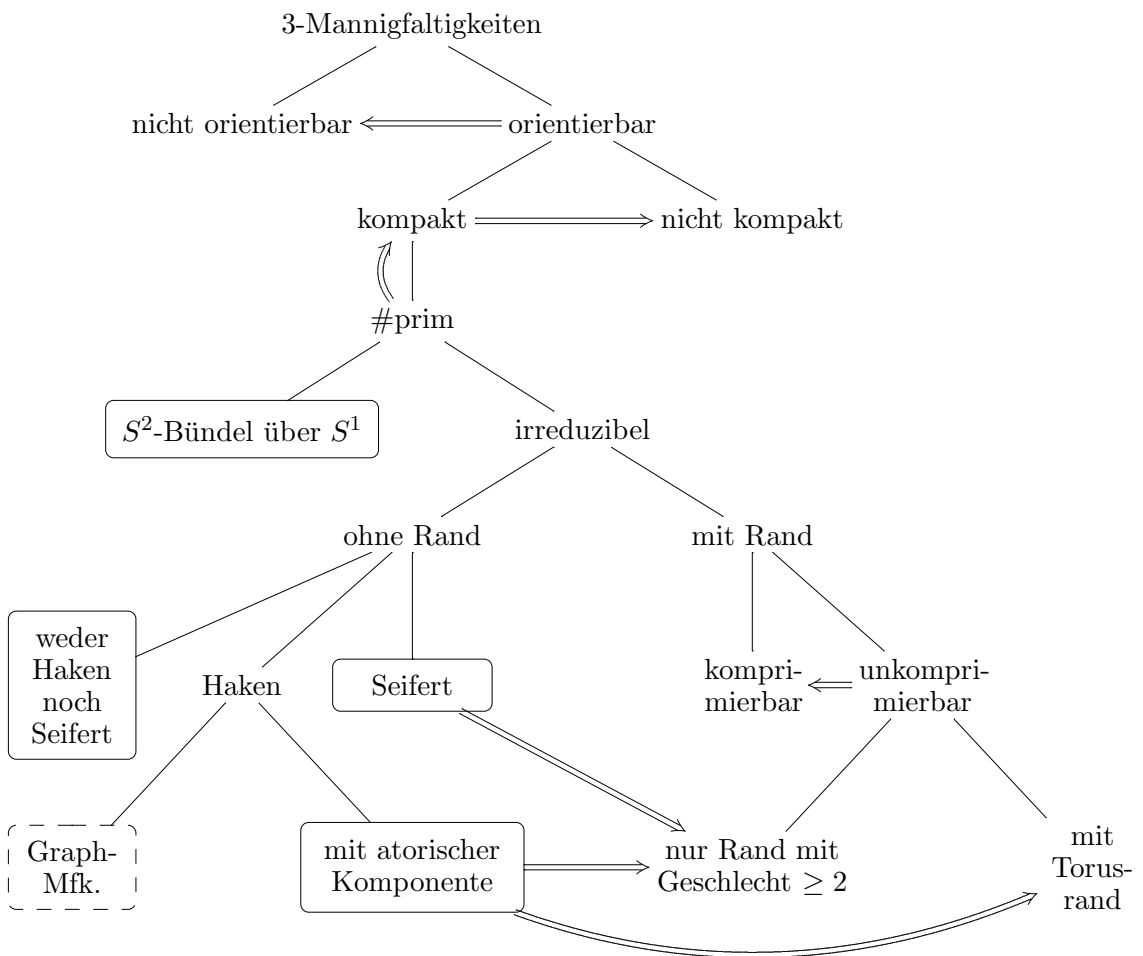 3-Mannigfaltigkeiten
nicht orientierbar
orientierbar
kompakt
nicht kompakt
#prim
S²-Bündel über S¹
irreduzibel
ohne Rand
mit Rand
weder
Haken
noch
Seifert
Haken
Seifert
kompri-
mierbar
unkompri-
mierbar
Graph-
Mfk.
mit atorischer
Komponente
nur Rand mit
Geschlecht ≥ 2
mit
Torus-
rand